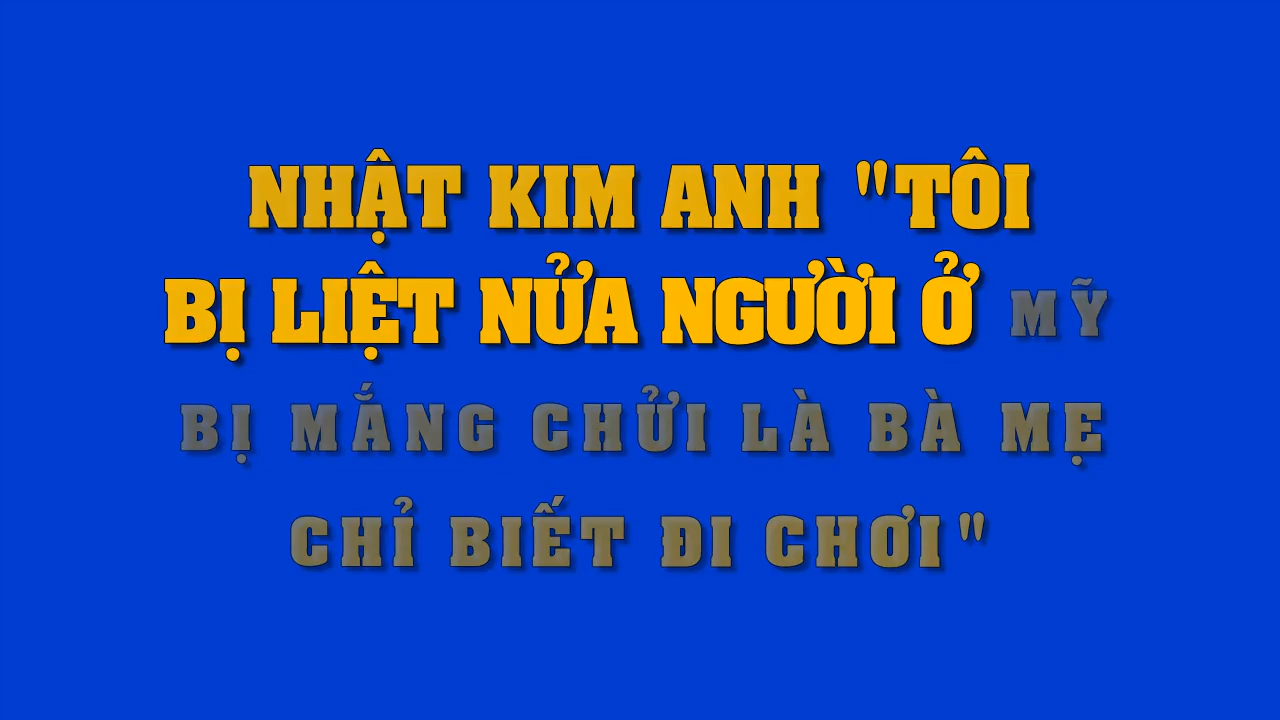 NHẬT KIM ANH "TÔI
BỊ LIỆT NỬA NGƯỜI Ở MỸ
BỊ MẮNG CHỬI LÀ BÀ MẸ
CHỈ BIẾT ĐI CHƠI"